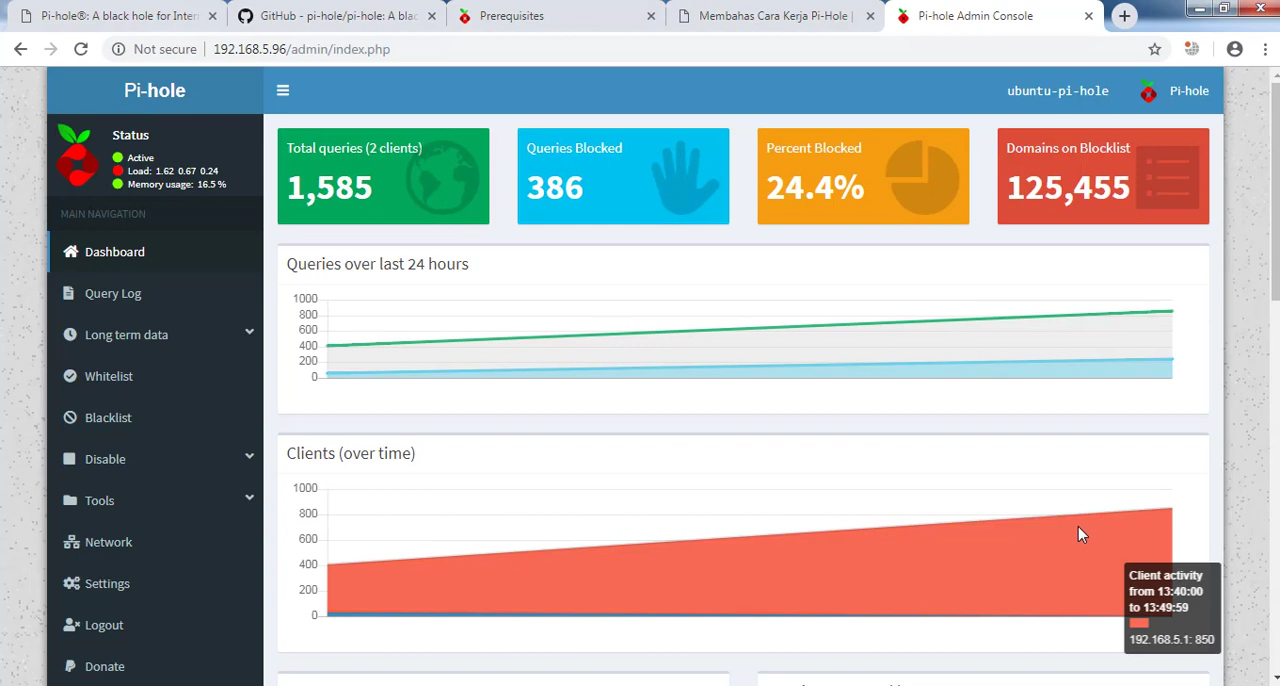 Pi-hole®: A black hole for Inter
GitHub - pi-hole/pi-hole: A blac
Prerequisites
Membahas Cara Kerja Pi-Hole |
Pi-hole Admin Console
Not secure
192.168.5.96/admin/index.php
Pi-hole
ubuntu-pi-hole
Pi-hole
Status
Active
Load: 1.62 0.67 0.24
Memory usage: 16.5 %
MAIN NAVIGATION
Dashboard
Query Log
Long term data
Whitelist
Blacklist
Disable
Tools
Network
Settings
Logout
Donate
Total queries (2 clients)
1,585
Queries Blocked
386
Percent Blocked
24.4%
Domains on Blocklist
125,455
Queries over last 24 hours
1000
800
600
400
200
0
Clients (over time)
1000
800
600
400
200
0
Client activity
from 13:40:00
to 13:49:59
192.168.5.1: 850